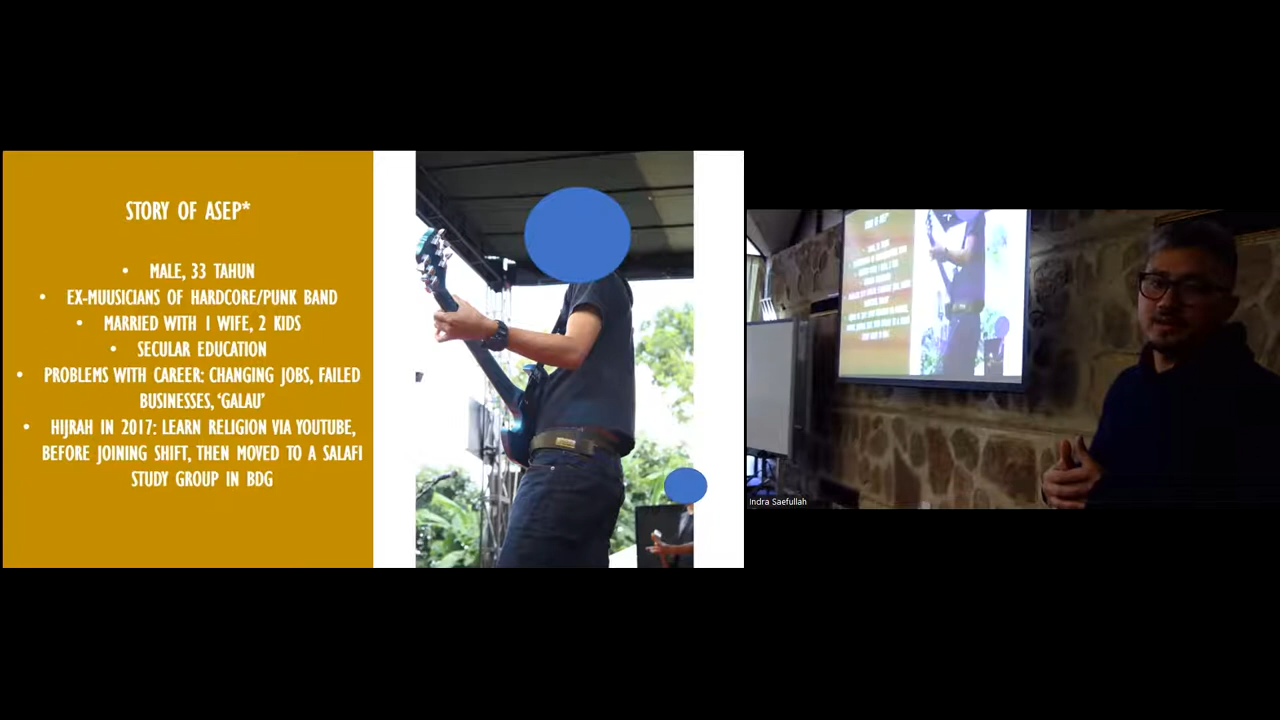 STORY OF ASEP*
• MALE, 33 TAHUN
• EX-MUUSICIANS OF HARDCORE/PUNK BAND
• MARRIED WITH 1 WIFE, 2 KIDS
• SECULAR EDUCATION
• PROBLEMS WITH CAREER: CHANGING JOBS, FAILED
BUSINESSES, ‘GALAU’
• HIJRAH IN 2017: LEARN RELIGION VIA YOUTUBE,
BEFORE JOINING SHIFT, THEN MOVED TO A SALAFI
STUDY GROUP IN BDG
Indra Saefullah